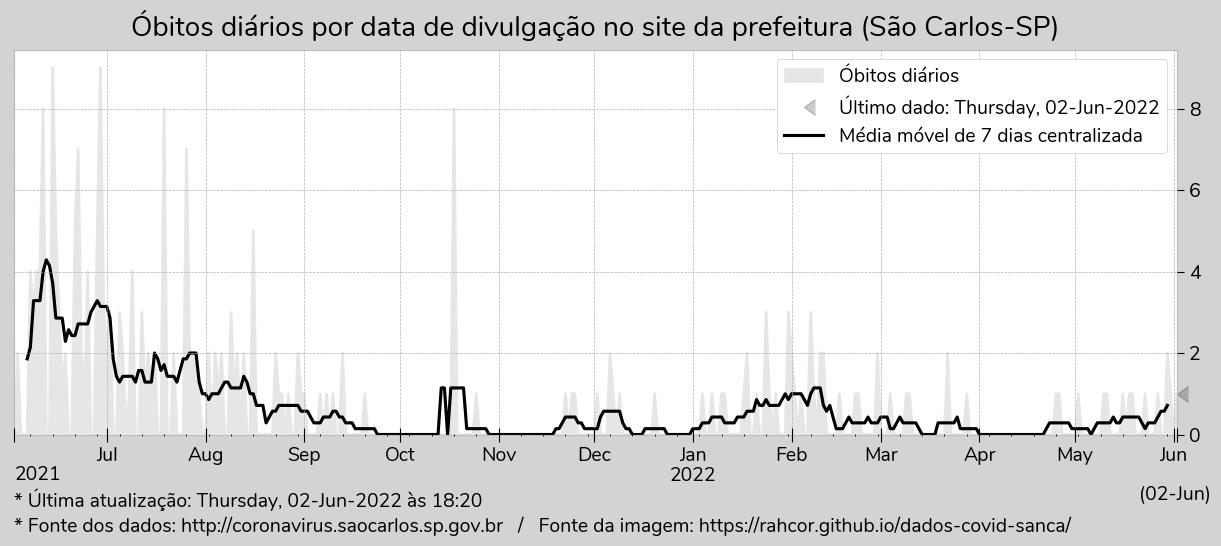 Óbitos diários por data de divulgação no site da prefeitura (São Carlos-SP)
Óbitos diários
Último dado: Thursday, 02-Jun-2022
Média móvel de 7 dias centralizada
8
6
4
2
0
Jul Aug Sep Oct Nov Dec Jan Feb Mar Apr May Jun
2021 2022
(02-Jun)
* Última atualização: Thursday, 02-Jun-2022 às 18:20
* Fonte dos dados: http://coronavirus.saocarlos.sp.gov.br / Fonte da imagem: https://rahcor.github.io/dados-covid-sanca/